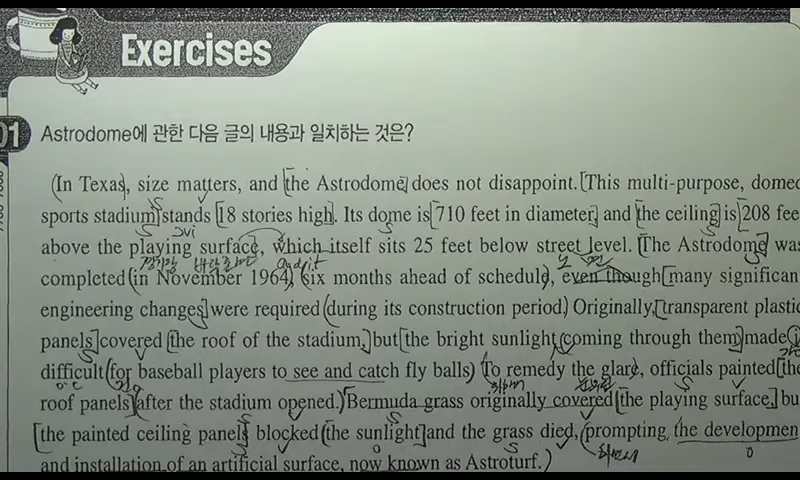 Exercises
01 Astrodome에 관한 다음 글의 내용과 일치하는 것은?
(In Texas), size matters, and [the Astrodome] does not disappoint. [This multi-purpose, domed
sports stadium] stands [18 stories high]. Its dome is [710 feet in diameter,] and [the ceiling] is [208 fee
above the playing surface, which itself sits 25 feet below street level. [The Astrodome] wa
completed (in November 1964), (six months ahead of schedule), even though [many significan
engineering changes] were required (during its construction period.) Originally, [transparent plastic
panels] covered [the roof of the stadium,] but [the bright sunlight (coming through them)] made i
difficult (for baseball players to see and catch fly balls.) (To remedy the glare), officials painted [the
roof panels] (after the stadium opened.) (Bermuda grass originally covered [the playing surface,] bu
[the painted ceiling panels] blocked [the sunlight] and the grass died, (prompting the developmen
and installation of an artificial surface, now known as Astroturf.)